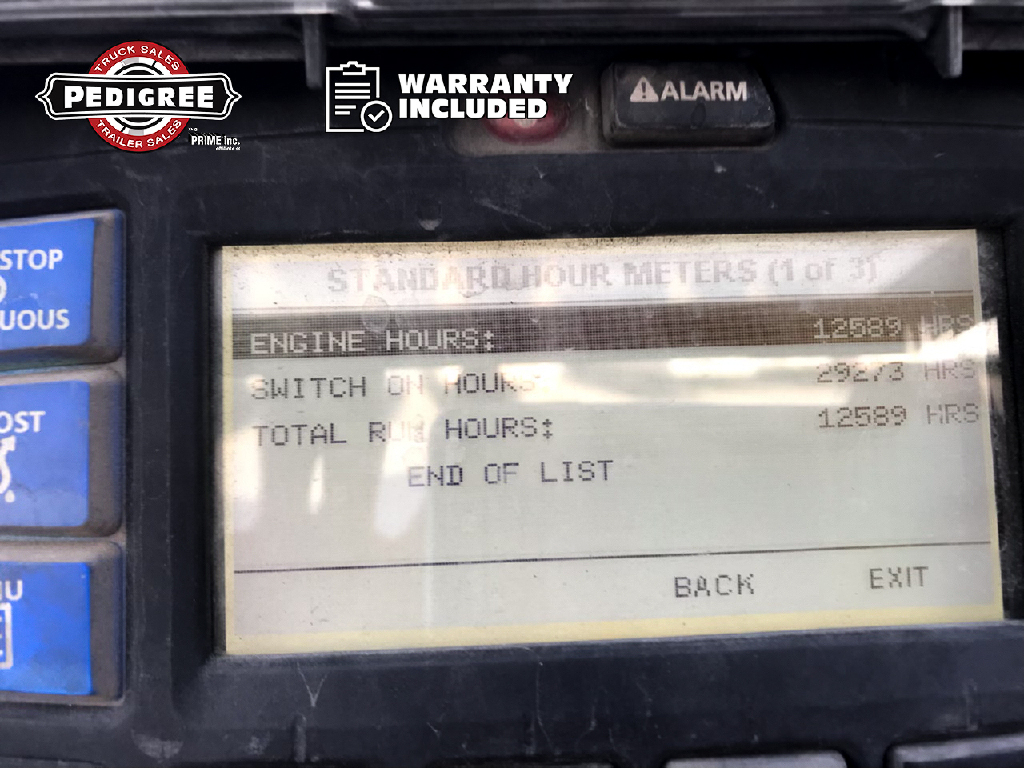 TRUCK SALES
PEDIGREE
TRAILER SALES
PRIME inc.
WARRANTY
INCLUDED
ALARM
STOP
UOUS
OST
NU
STANDARD HOUR METERS (1 of 3)
ENGINE HOURS: 12589 HRS
SWITCH ON HOURS: 29273 HRS
TOTAL RUN HOURS: 12589 HRS
END OF LIST
BACK EXIT